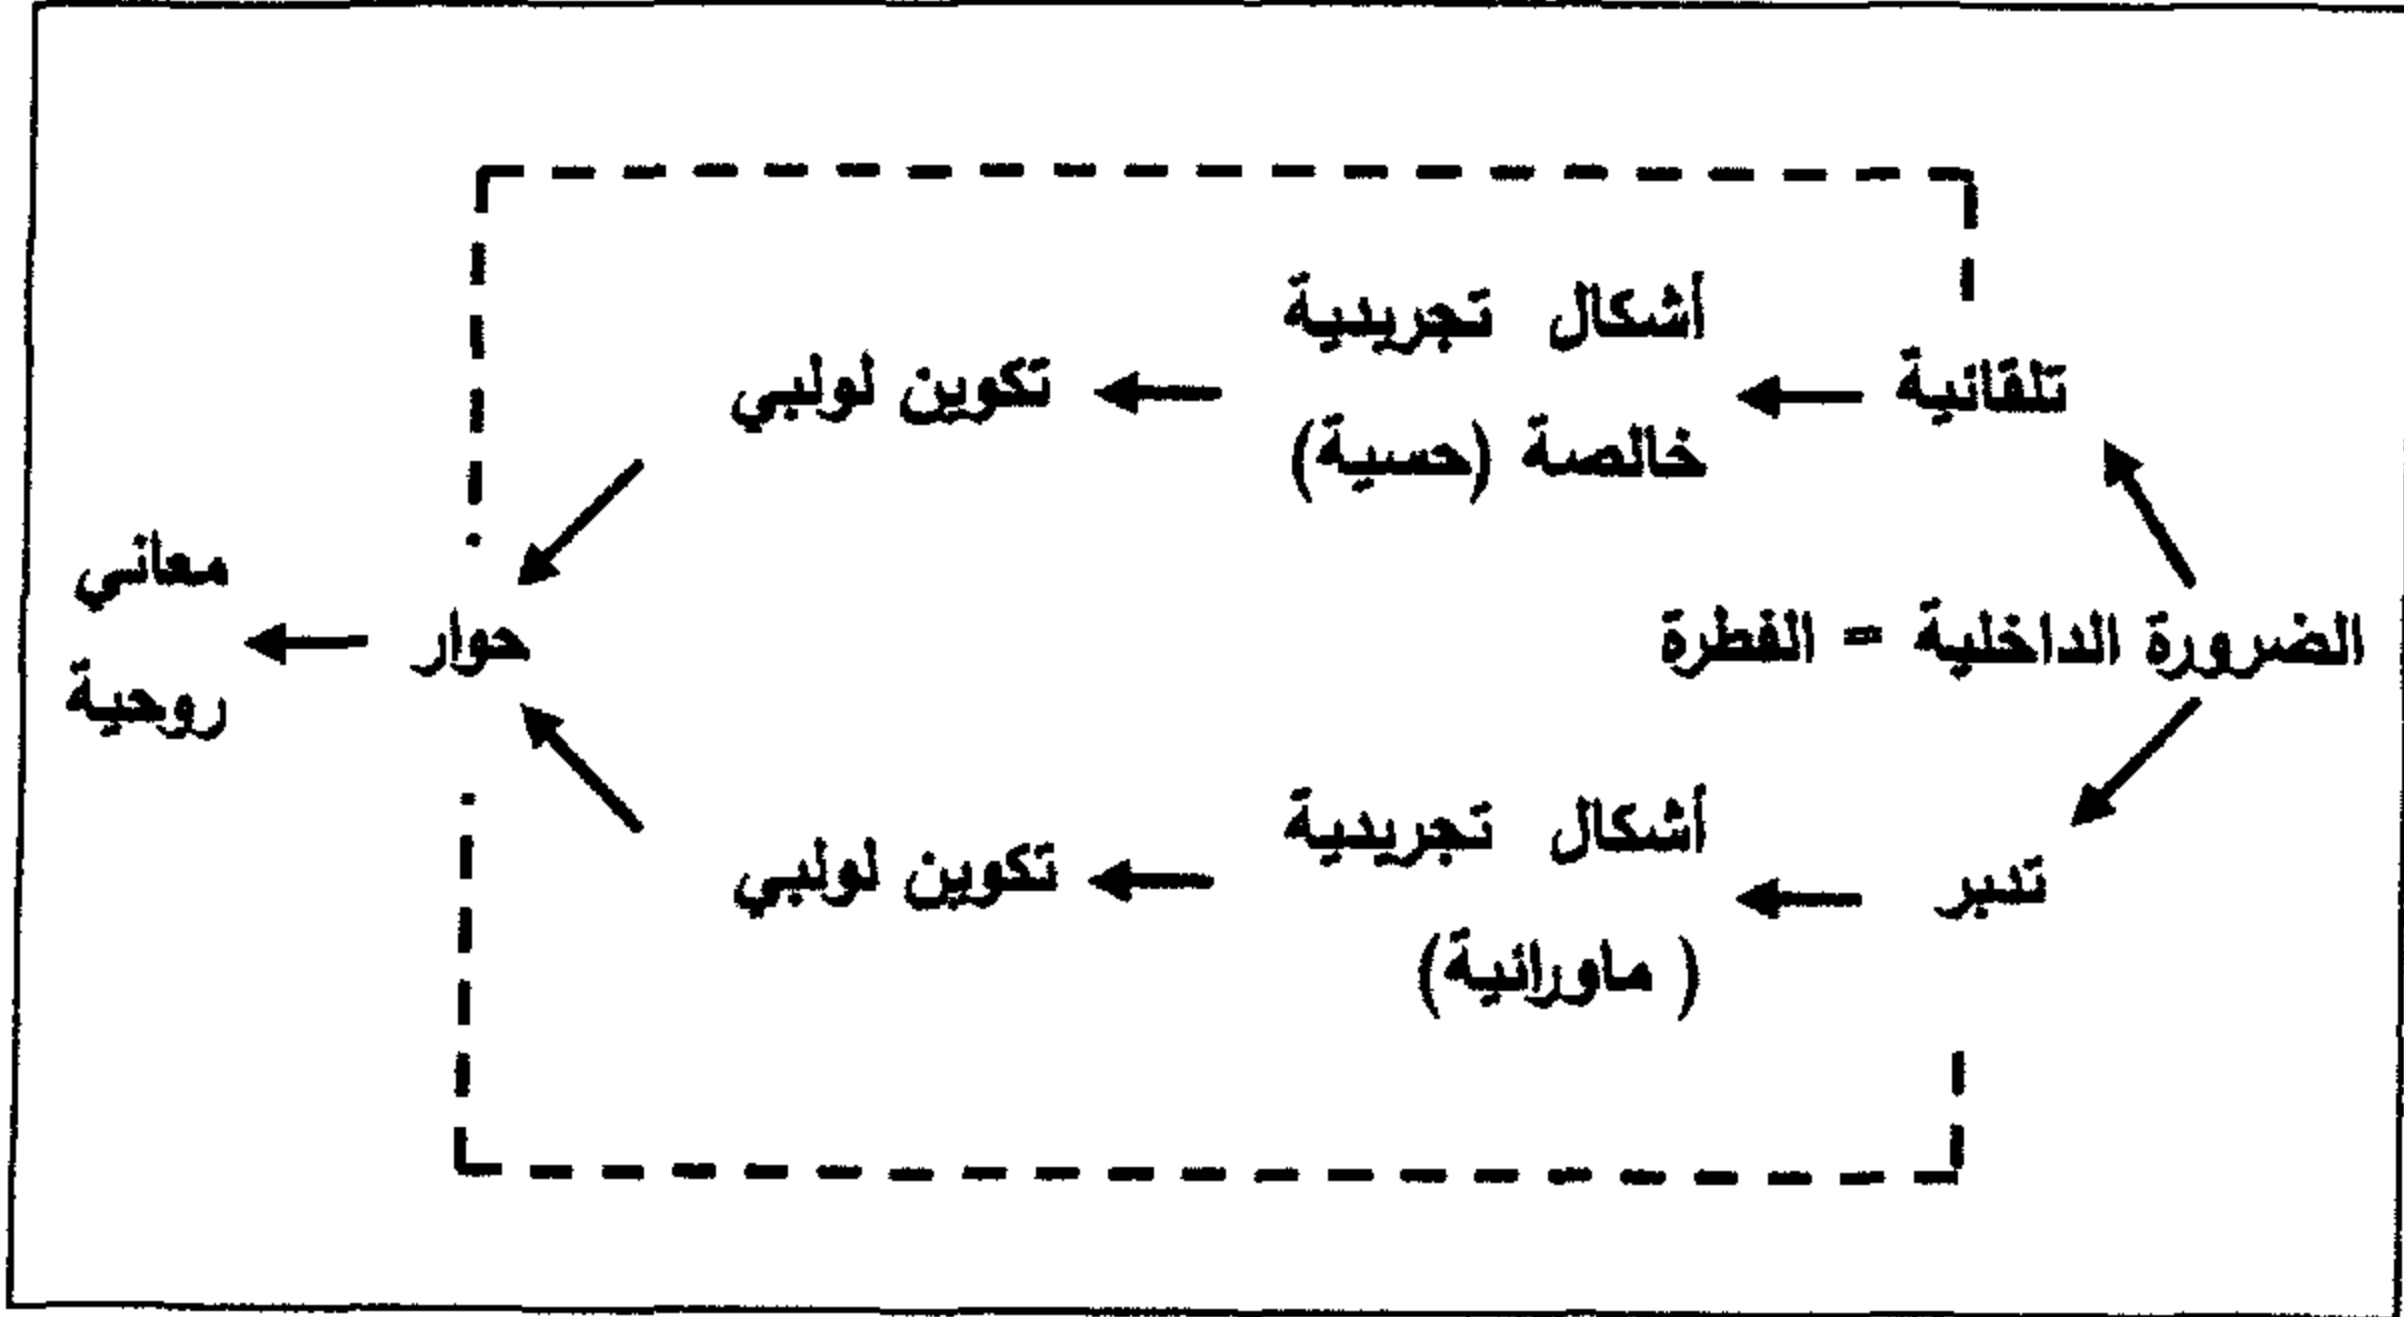 الضرورة الداخلية = الفطرة
تلقائية
أشكال تجريدية
خالصة (حسية)
تكوين لولبي
تدبر
أشكال تجريدية
( ماورائية)
تكوين لولبي
حوار
معاني
روحية